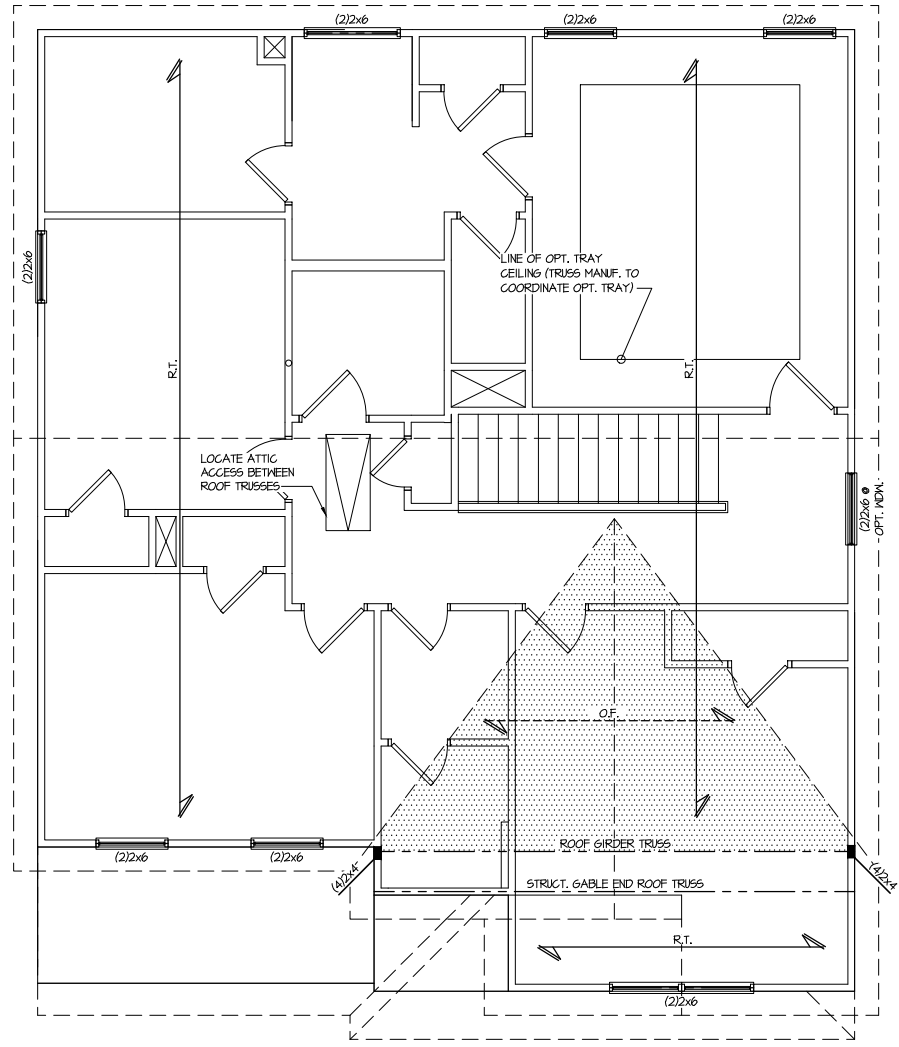 (2)2x6
(2)2x6
(2)2x6
(2)2x6
LINE OF OPT. TRAY
CEILING (TRUSS MANUF. TO
COORDINATE OPT. TRAY)
R.T.
R.T.
LOCATE ATTIC
ACCESS BETWEEN
ROOF TRUSSES
(2)2x6 @
OPT. WDW.
O.F.
ROOF GIRDER TRUSS
(2)2x6
(2)2x6
(4)2x4
(4)2x4
STRUCT. GABLE END ROOF TRUSS
R.T.
(2)2x6